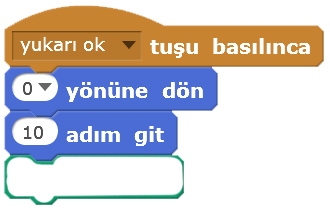 yukarı ok tuşu basılınca
0 yönüne dön
10 adım git